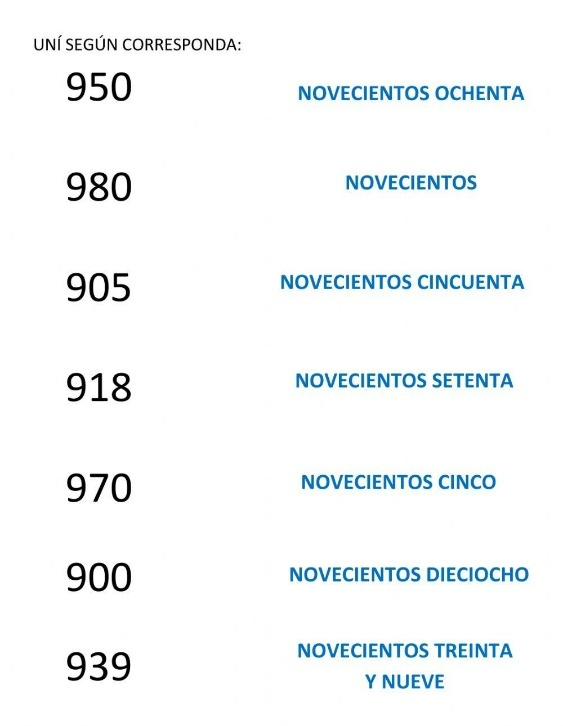 UNÍ SEGÚN CORRESPONDA:
950 NOVECIENTOS OCHENTA
980 NOVECIENTOS
905 NOVECIENTOS CINCUENTA
918 NOVECIENTOS SETENTA
970 NOVECIENTOS CINCO
900 NOVECIENTOS DIECIOCHO
939 NOVECIENTOS TREINTA
Y NUEVE